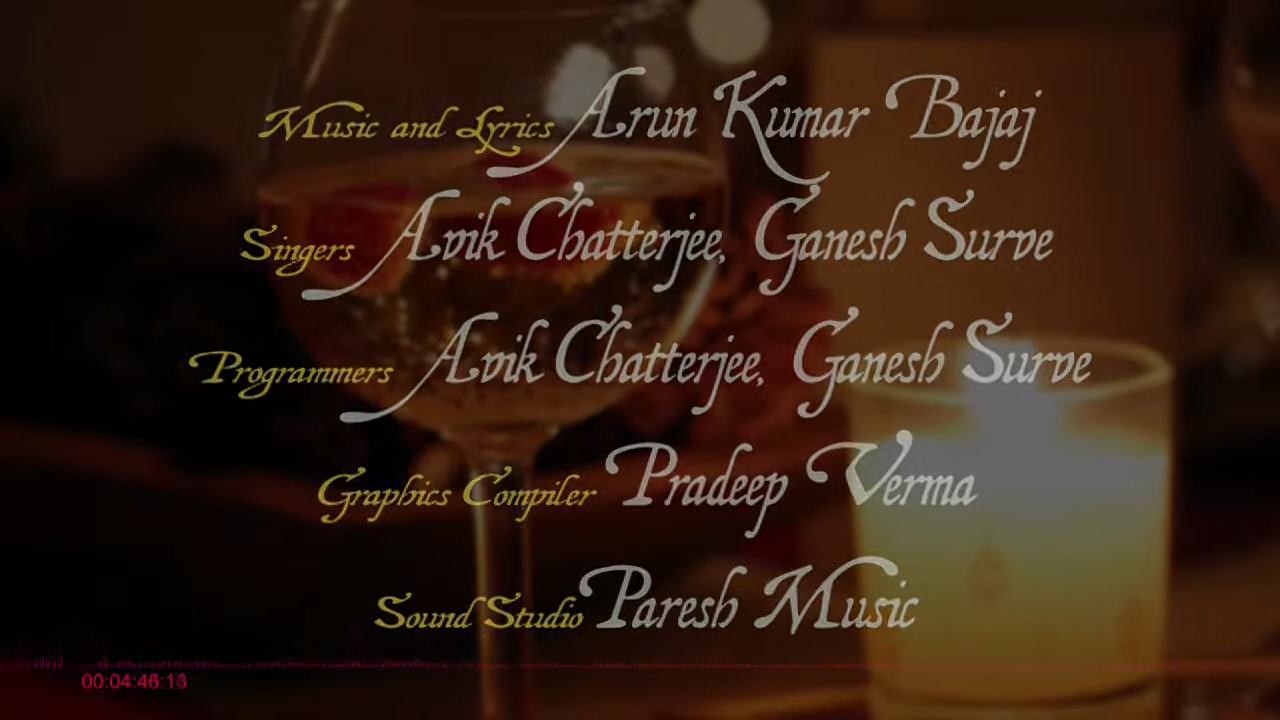 Music and Lyrics Arun Kumar Bajaj
Singers Avik Chatterjee, Ganesh Surve
Programmers Avik Chatterjee, Ganesh Surve
Graphics Compiler Pradeep Verma
Sound Studio Paresh Music
00:04:46:13